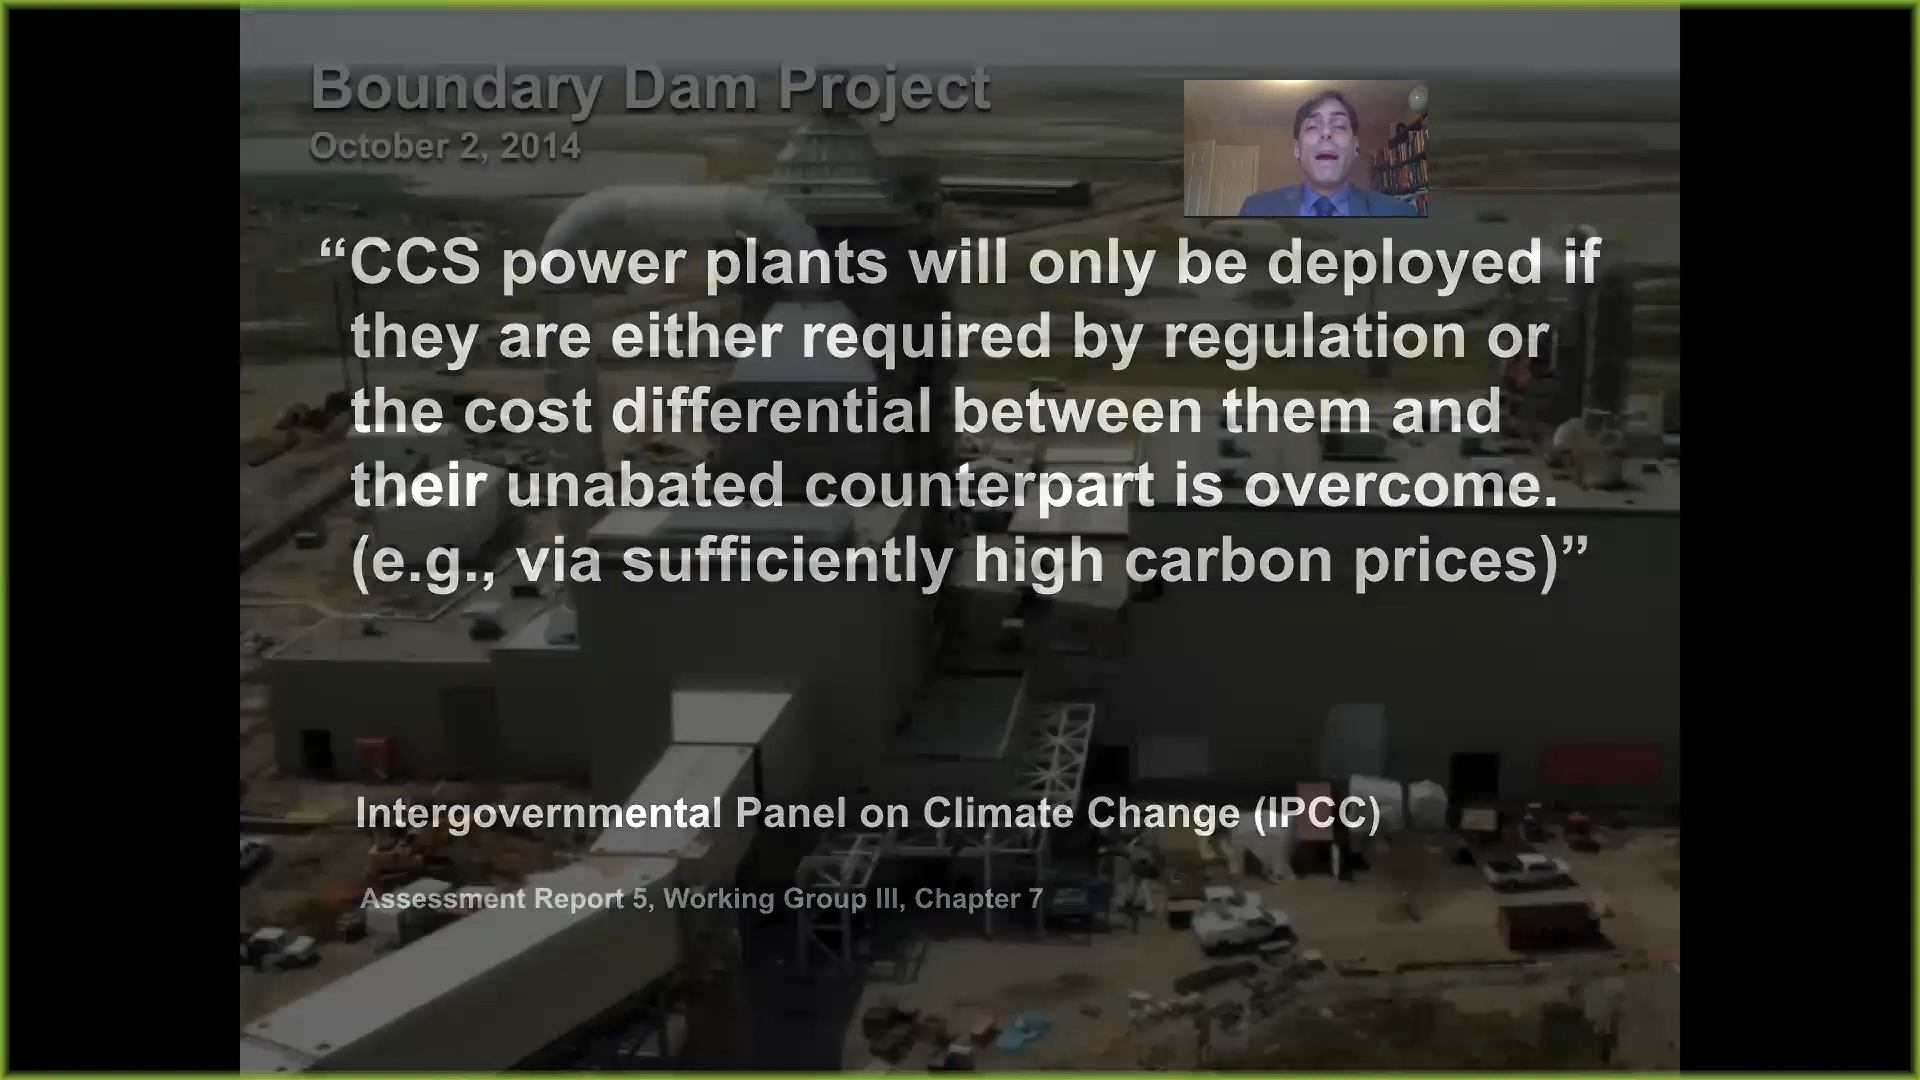 Boundary Dam Project
October 2, 2014
“CCS power plants will only be deployed if
they are either required by regulation or
the cost differential between them and
their unabated counterpart is overcome.
(e.g., via sufficiently high carbon prices)”
Intergovernmental Panel on Climate Change (IPCC)
Assessment Report 5, Working Group III, Chapter 7